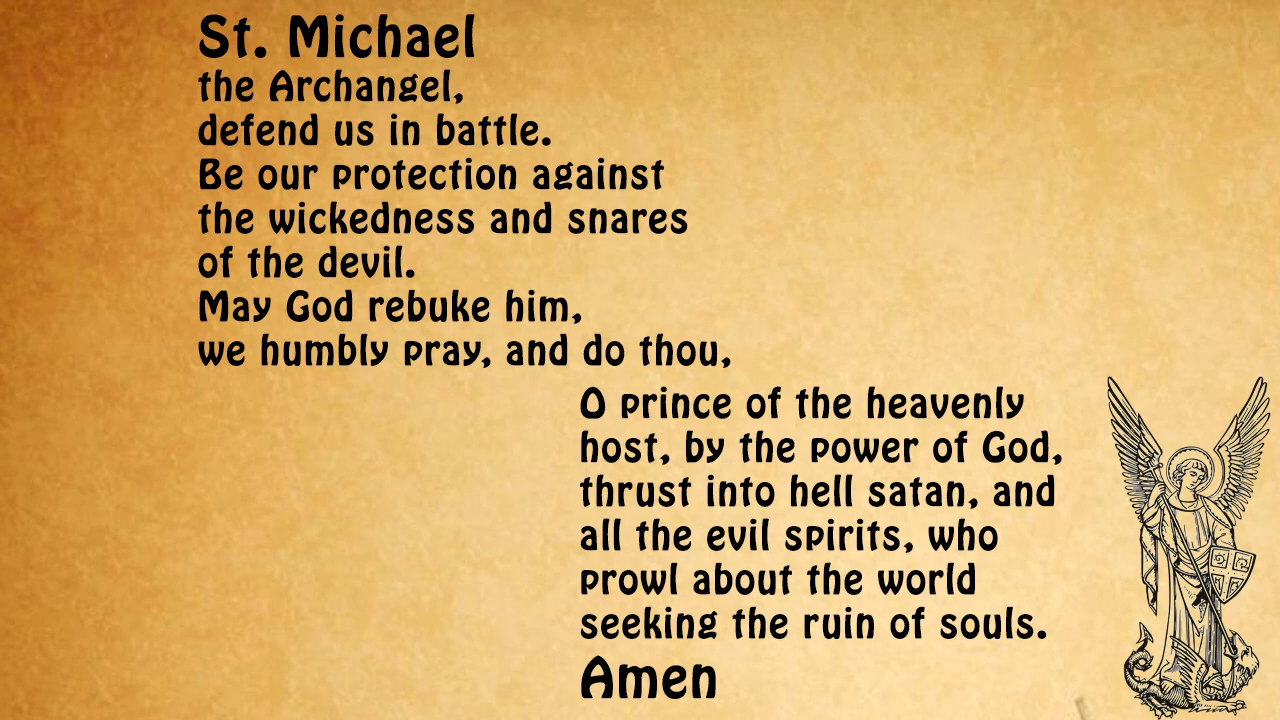 St. Michael
the Archangel,
defend us in battle.
Be our protection against
the wickedness and snares
of the devil.
May God rebuke him,
we humbly pray, and do thou,
O prince of the heavenly
host, by the power of God,
thrust into hell satan, and
all the evil spirits, who
prowl about the world
seeking the ruin of souls.
Amen